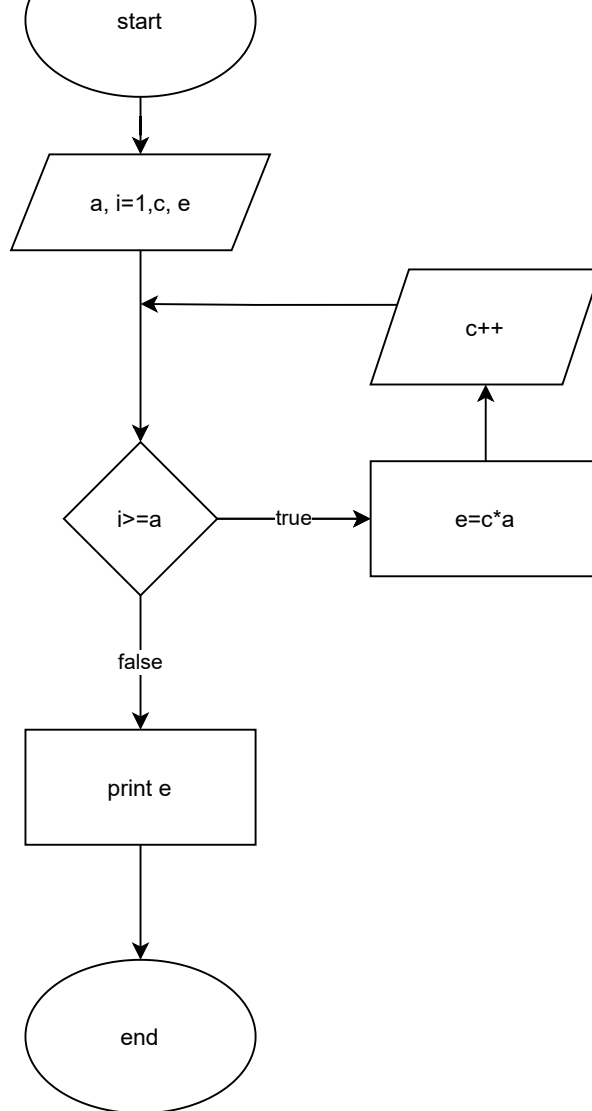 start
a, i=1,c, e
c++
i>=a
true
e=c*a
false
print e
end